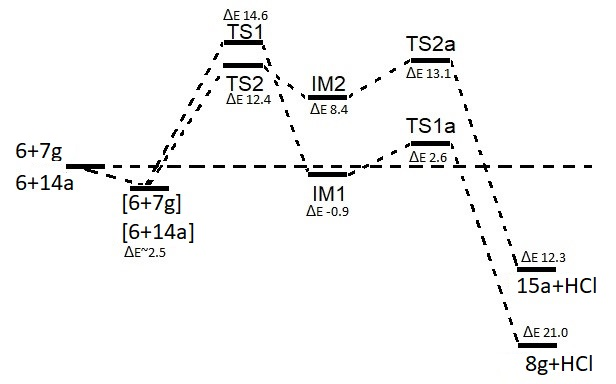 ΔE 14.6
TS1
TS2
ΔE 12.4
IM2
ΔE 8.4
TS2a
ΔE 13.1
TS1a
ΔE 2.6
6+7g
6+14a
[6+7g]
[6+14a]
ΔE~2.5
IM1
ΔE -0.9
ΔE 12.3
15a+HCl
ΔE 21.0
8g+HCl